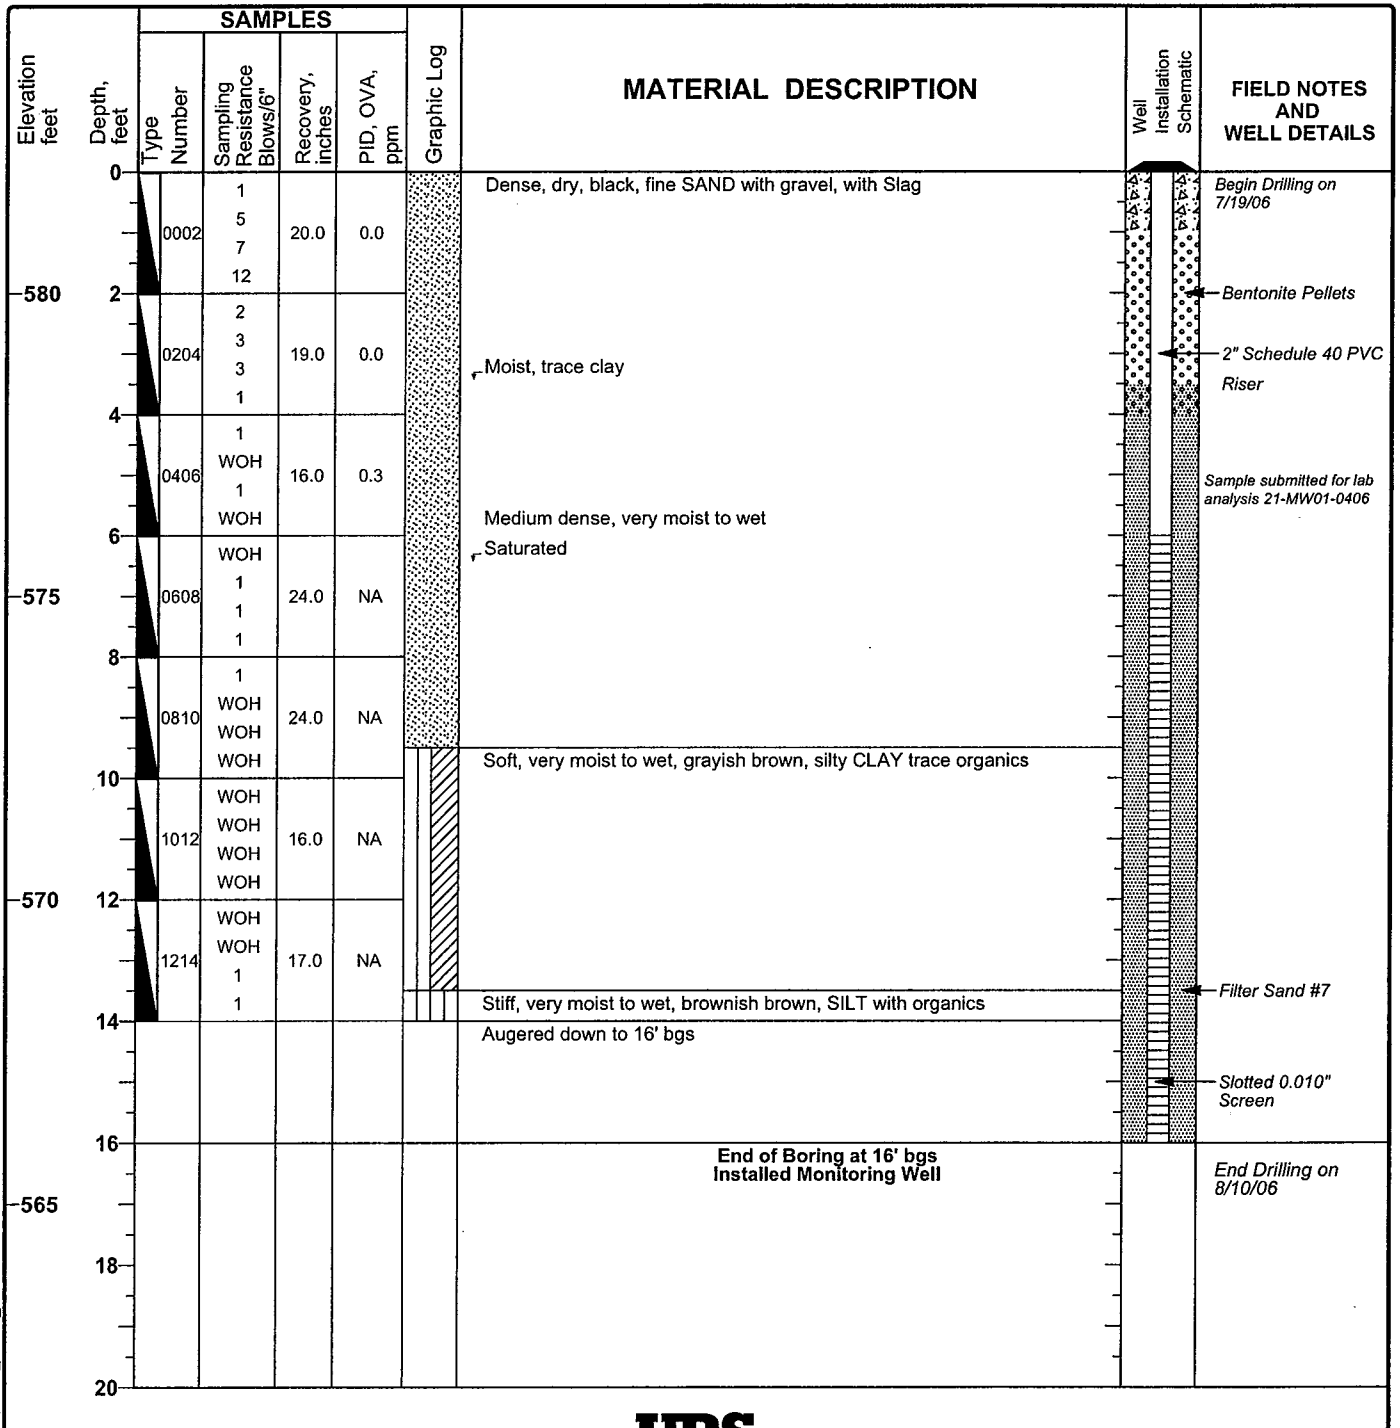 SAMPLES
Elevation
feet
Depth,
feet
Type
Number
Sampling
Resistance
Blows/6"
Recovery,
inches
PID, OVA,
ppm
Graphic Log
MATERIAL DESCRIPTION
Well
Installation
Schematic
FIELD NOTES
AND
WELL DETAILS
0
Dense, dry, black, fine SAND with gravel, with Slag
Begin Drilling on
7/19/06
1
5
0002 20.0 0.0
7
12
580 2
Bentonite Pellets
2
3
0204 19.0 0.0
2" Schedule 40 PVC
Riser
3
Moist, trace clay
1
4
1
WOH
0406 16.0 0.3
Sample submitted for lab
analysis 21-MW01-0406
1
WOH
Medium dense, very moist to wet
6
Saturated
WOH
1
575 0608 24.0 NA
1
1
8
1
WOH
0810 24.0 NA
WOH
WOH
Soft, very moist to wet, grayish brown, silty CLAY trace organics
10
WOH
WOH
1012 16.0 NA
WOH
WOH
570 12
WOH
WOH
1214 17.0 NA
1
1
Filter Sand #7
Stiff, very moist to wet, brownish brown, SILT with organics
14
Augered down to 16' bgs
Slotted 0.010"
Screen
16
End of Boring at 16' bgs
Installed Monitoring Well
End Drilling on
8/10/06
565
18
20
URS